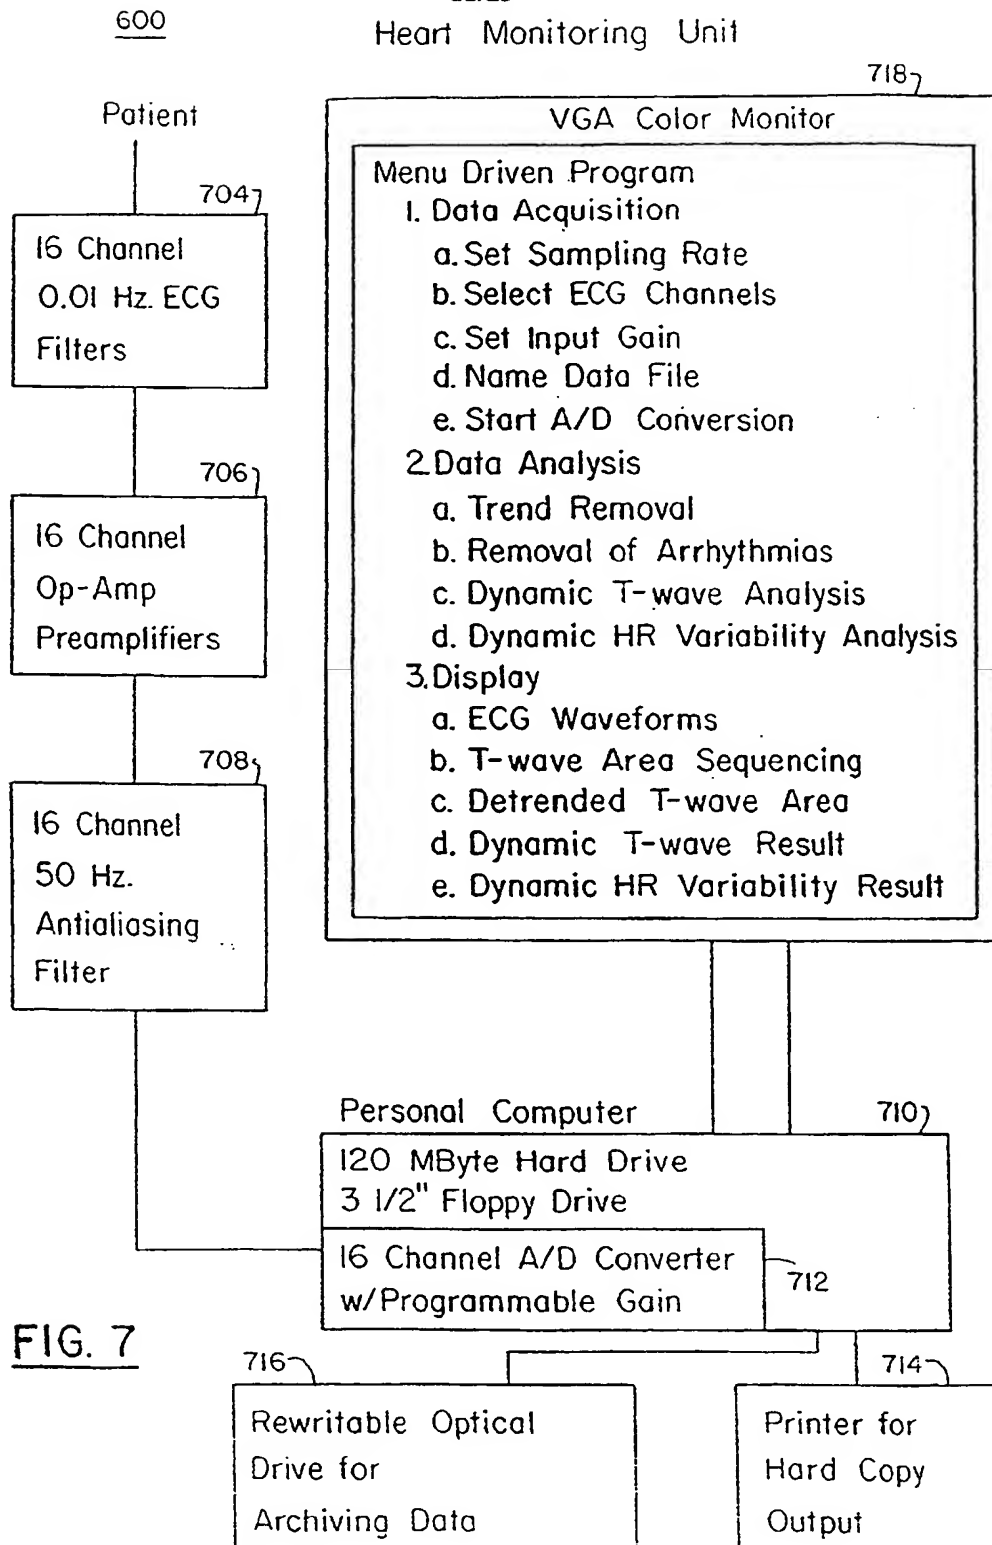 600
Heart Monitoring Unit
Patient
704
16 Channel
0.01 Hz. ECG
Filters
706
16 Channel
Op-Amp
Preamplifiers
708
16 Channel
50 Hz.
Antialiasing
Filter
718
VGA Color Monitor
Menu Driven Program
1. Data Acquisition
a. Set Sampling Rate
b. Select ECG Channels
c. Set Input Gain
d. Name Data File
e. Start A/D Conversion
2. Data Analysis
a. Trend Removal
b. Removal of Arrhythmias
c. Dynamic T-wave Analysis
d. Dynamic HR Variability Analysis
3. Display
a. ECG Waveforms
b. T-wave Area Sequencing
c. Detrended T-wave Area
d. Dynamic T-wave Result
e. Dynamic HR Variability Result
Personal Computer
710
120 MByte Hard Drive
3 1/2" Floppy Drive
16 Channel A/D Converter
w/Programmable Gain
712
FIG. 7
716
Rewritable Optical
Drive for
Archiving Data
714
Printer for
Hard Copy
Output